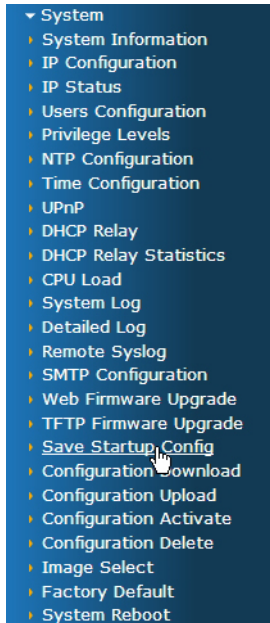 System
System Information
IP Configuration
IP Status
Users Configuration
Privilege Levels
NTP Configuration
Time Configuration
UPnP
DHCP Relay
DHCP Relay Statistics
CPU Load
System Log
Detailed Log
Remote Syslog
SMTP Configuration
Web Firmware Upgrade
TFTP Firmware Upgrade
Save Startup Config
Configuration Download
Configuration Upload
Configuration Activate
Configuration Delete
Image Select
Factory Default
System Reboot